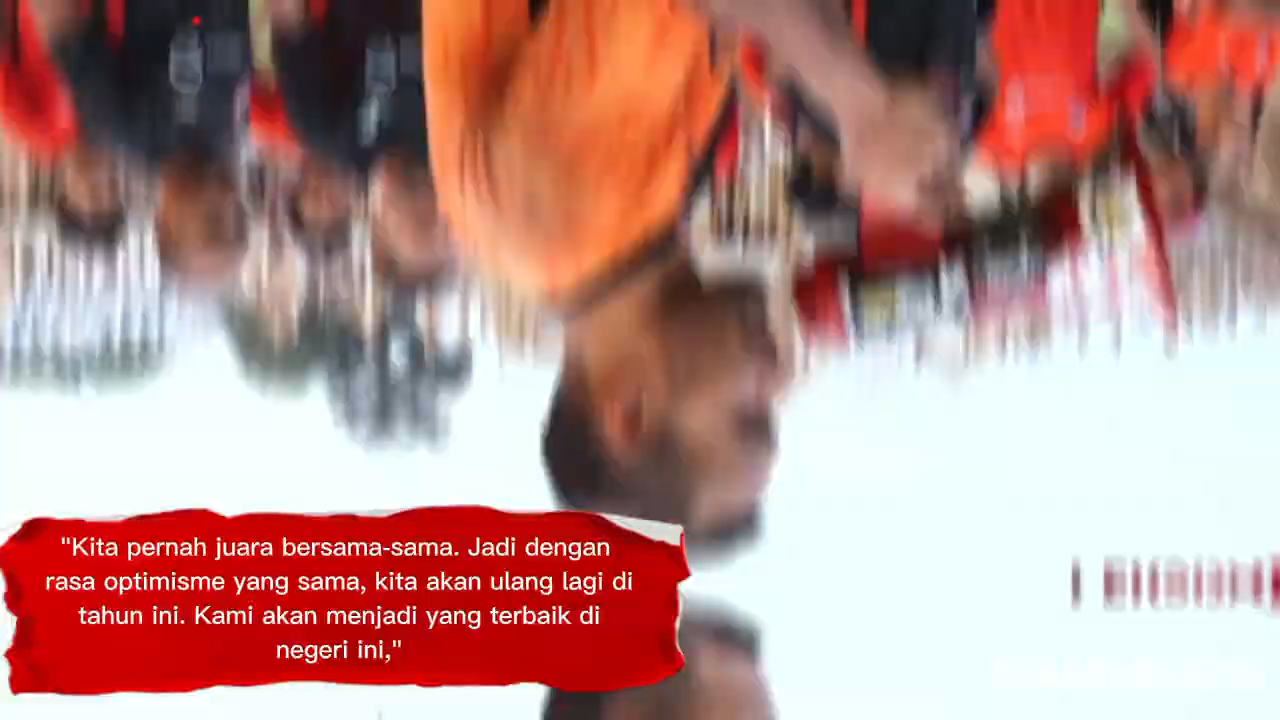 "Kita pernah juara bersama-sama. Jadi dengan
rasa optimisme yang sama, kita akan ulang lagi di
tahun ini. Kami akan menjadi yang terbaik di
negeri ini,"